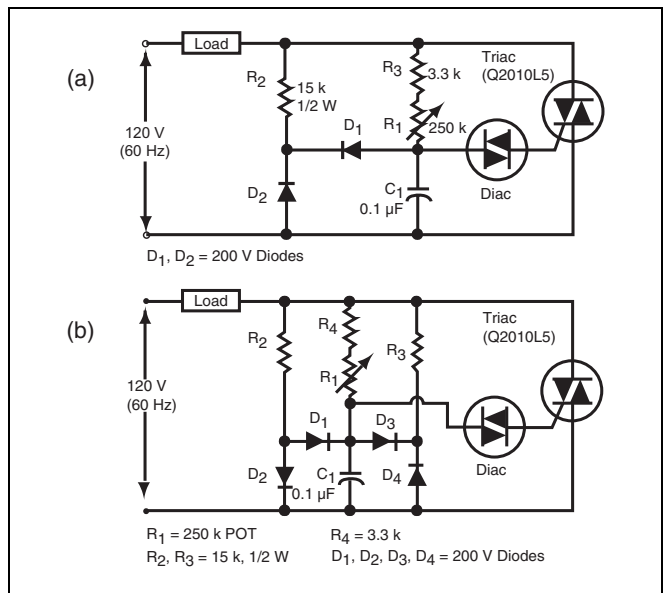 (a)
Load
R2
15 k
1/2 W
R3
3.3 k
Triac
(Q2010L5)
120 V
(60 Hz)
D1
R1
250 k
D2
C1
0.1 µF
Diac
D1, D2 = 200 V Diodes
(b)
Load
R2
R4
R3
Triac
(Q2010L5)
120 V
(60 Hz)
R1
D1
D3
D2
C1
0.1 µF
D4
Diac
R1 = 250 k POT
R4 = 3.3 k
R2, R3 = 15 k, 1/2 W
D1, D2, D3, D4 = 200 V Diodes